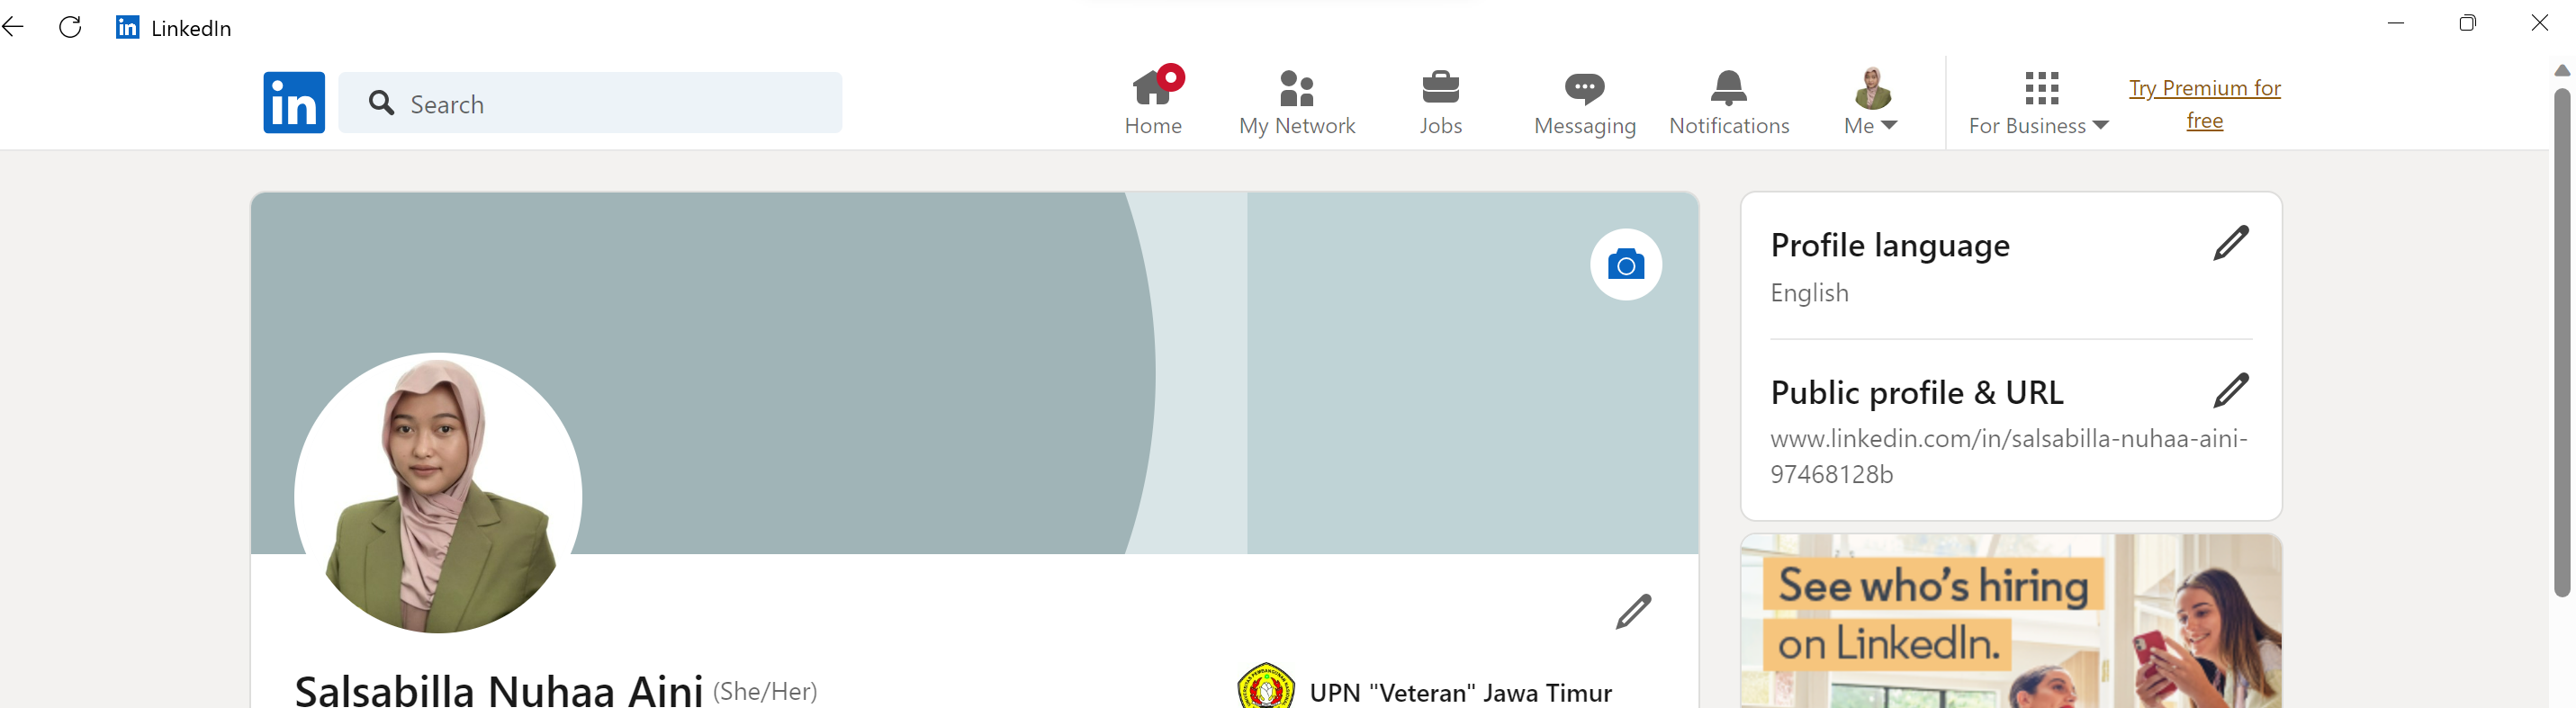 LinkedIn
in
Search
Home
My Network
Jobs
Messaging
Notifications
Me
For Business
Try Premium for
free
Profile language
English
Public profile & URL
www.linkedin.com/in/salsabilla-nuhaa-aini-
97468128b
See who's hiring
on LinkedIn.
Salsabilla Nuhaa Aini (She/Her)
UPN "Veteran" Jawa Timur